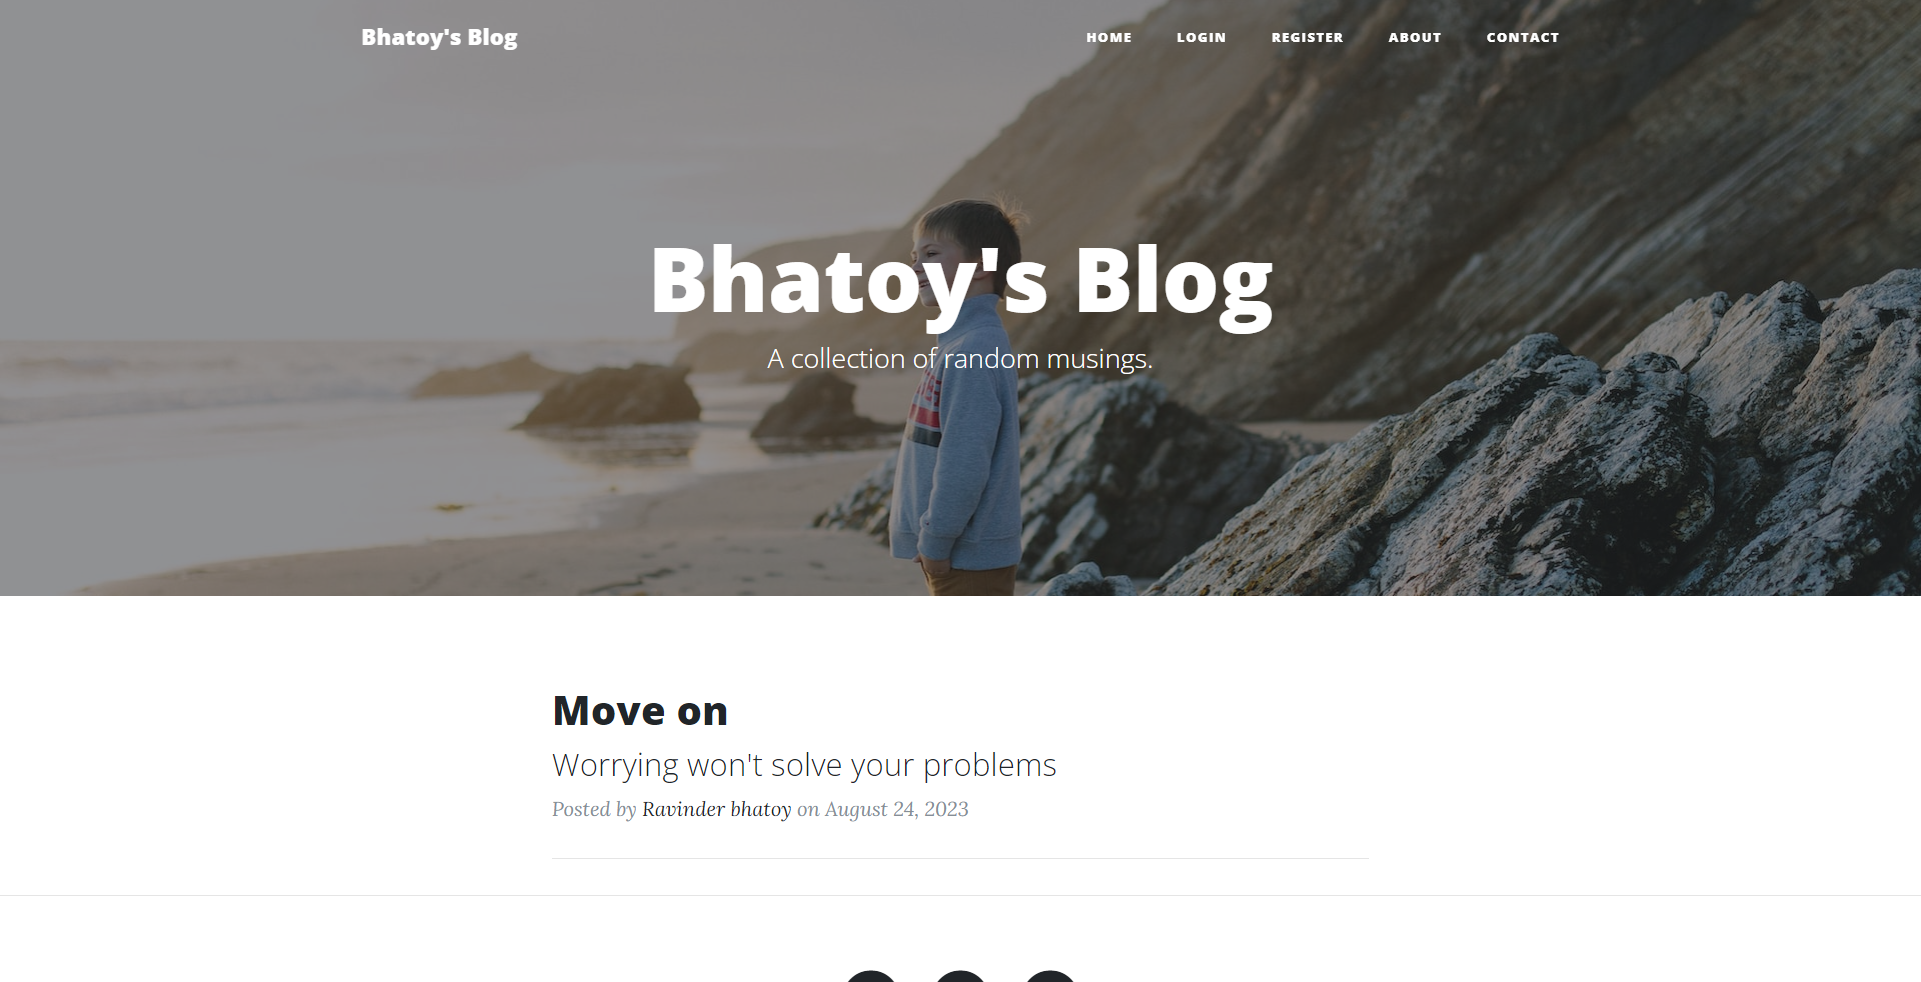 Bhatoy's Blog
HOME LOGIN REGISTER ABOUT CONTACT
Bhatoy's Blog
A collection of random musings.
Move on
Worrying won't solve your problems
Posted by Ravinder bhatoy on August 24, 2023